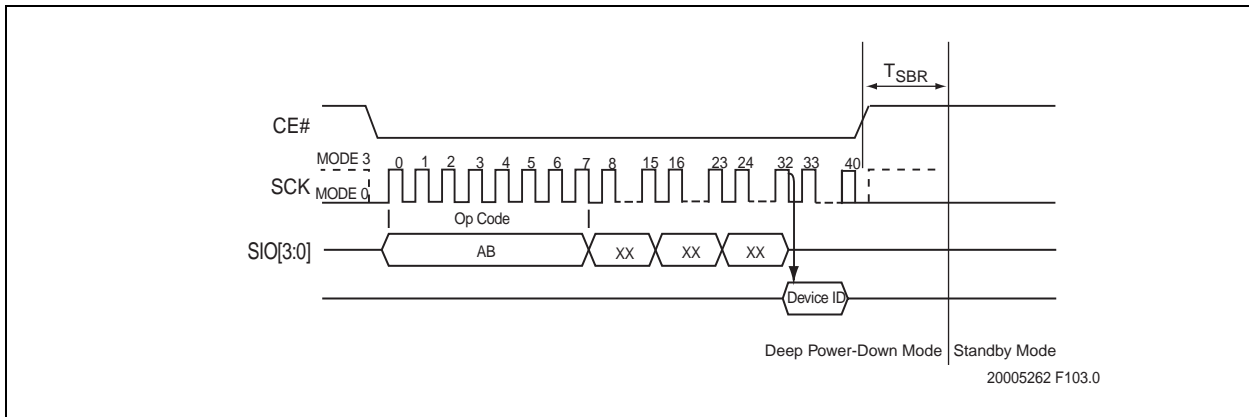 TSBR
CE#
MODE 3
0 1 2 3 4 5 6 7 8 15 16 23 24 32 33 40
SCK
MODE 0
Op Code
SIO[3:0]
AB XX XX XX
Device ID
Deep Power-Down Mode Standby Mode
20005262 F103.0